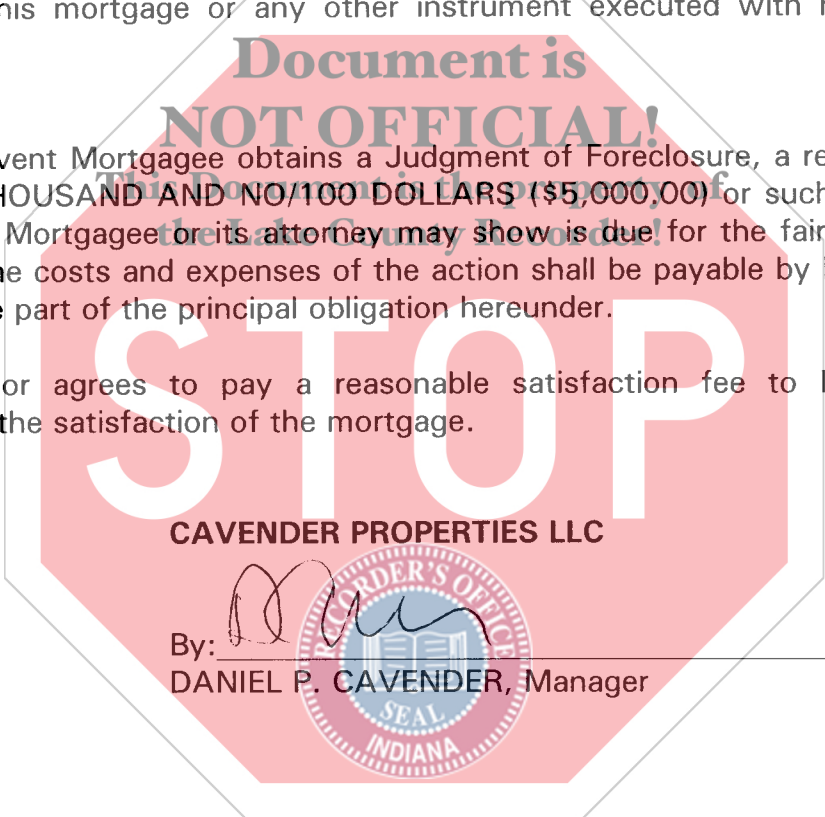 his mortgage or any other instrument executed with
Document is
NOT OFFICIAL!
vent Mortgagee obtains a Judgment of Foreclosure, a re
This Document is the property of
HOUSAND AND NO/100 DOLLARS ($5,000.00) or such
the Lake County Recorder!
Mortgagee or its attorney may show is due for the fair
e costs and expenses of the action shall be payable by
part of the principal obligation hereunder.
STOP
or agrees to pay a reasonable satisfaction fee to
the satisfaction of the mortgage.
CAVENDER PROPERTIES LLC
By:
DANIEL P. CAVENDER, Manager
RECORDER'S OFFICE
SEAL
INDIANA